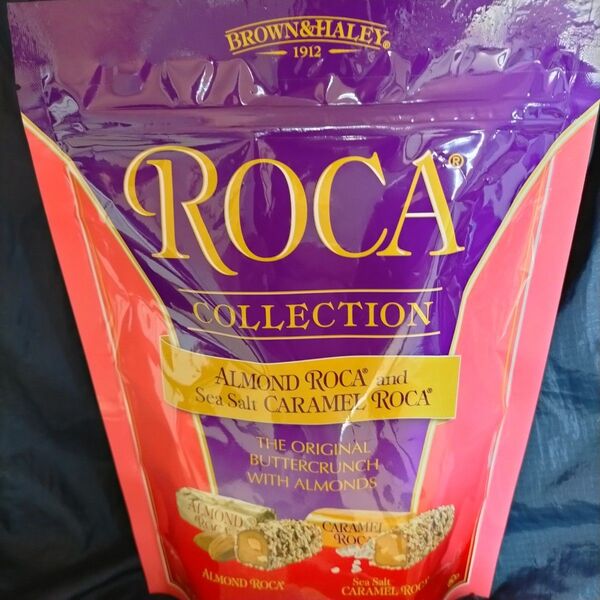 BROWN&HALEY®
1912
ROCA®
COLLECTION
ALMOND ROCA® and
Sea Salt CARAMEL ROCA®
THE ORIGINAL
BUTTERCRUNCH
WITH ALMONDS
ALMOND
ROCA
CARAMEL
ROCA
ALMOND ROCA®
Sea Salt
CARAMEL ROCA